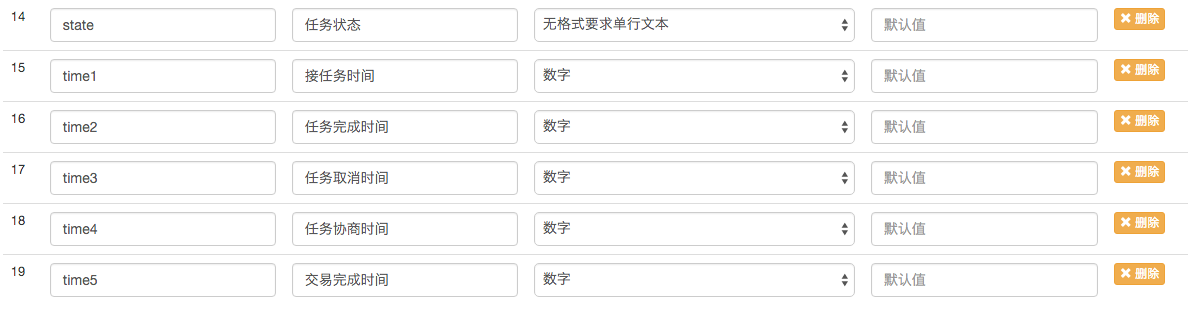 14 state 任务状态 无格式要求单行文本 默认值 删除
15 time1 接任务时间 数字 默认值 删除
16 time2 任务完成时间 数字 默认值 删除
17 time3 任务取消时间 数字 默认值 删除
18 time4 任务协商时间 数字 默认值 删除
19 time5 交易完成时间 数字 默认值 删除